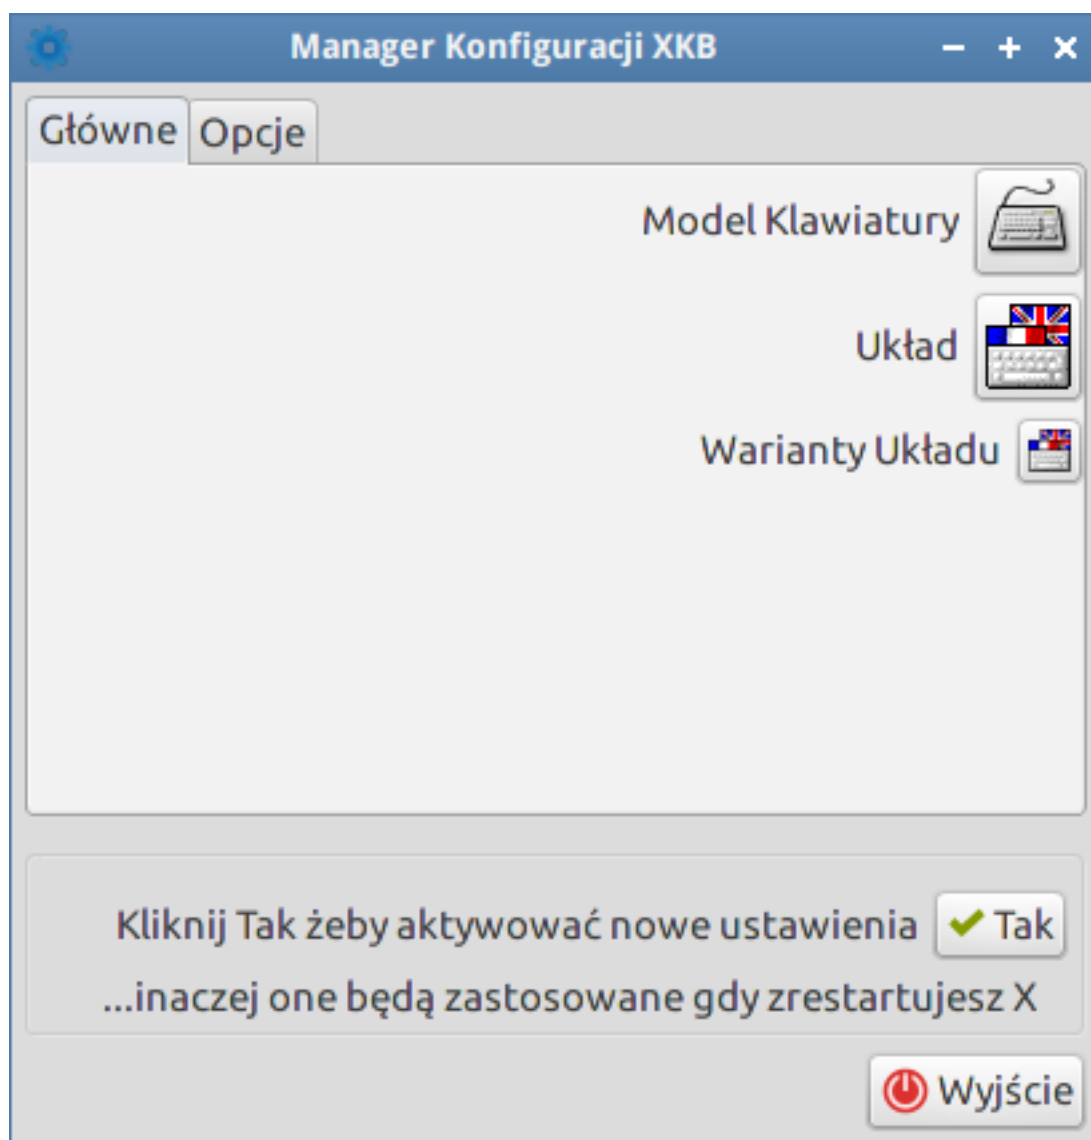 Manager Konfiguracji XKB
Główne Opcje
Model Klawiatury
Układ
Warianty Układu
Kliknij Tak żeby aktywować nowe ustawienia Tak
...inaczej one będą zastosowane gdy zrestartujesz X
Wyjście